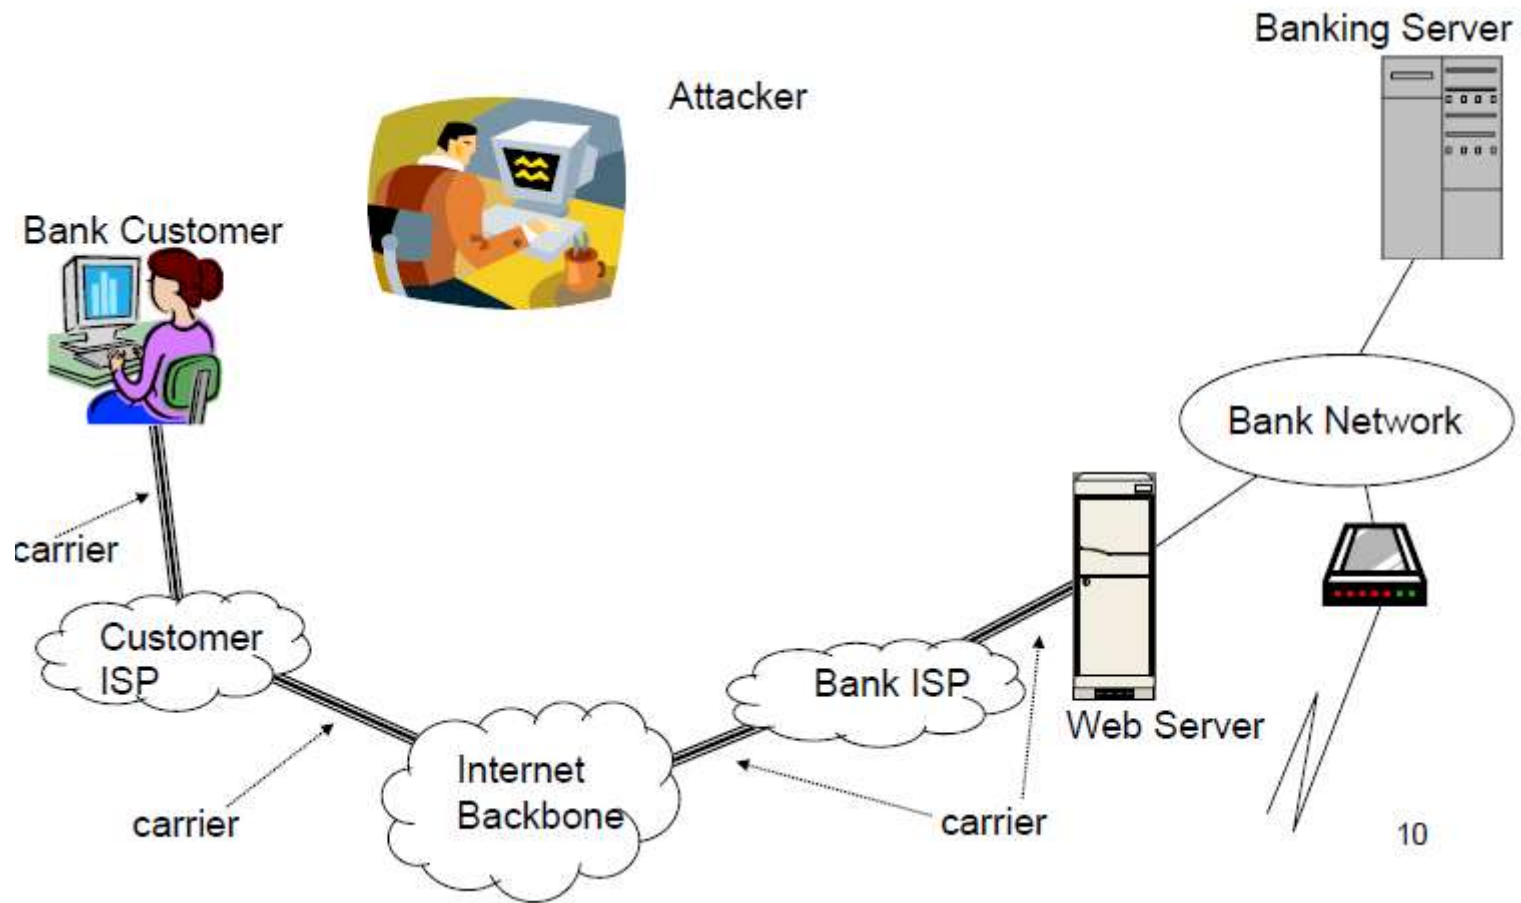 Banking Server
Attacker
Bank Customer
Bank Network
carrier
Customer
ISP
Bank ISP
Web Server
Internet
Backbone
carrier
carrier
10